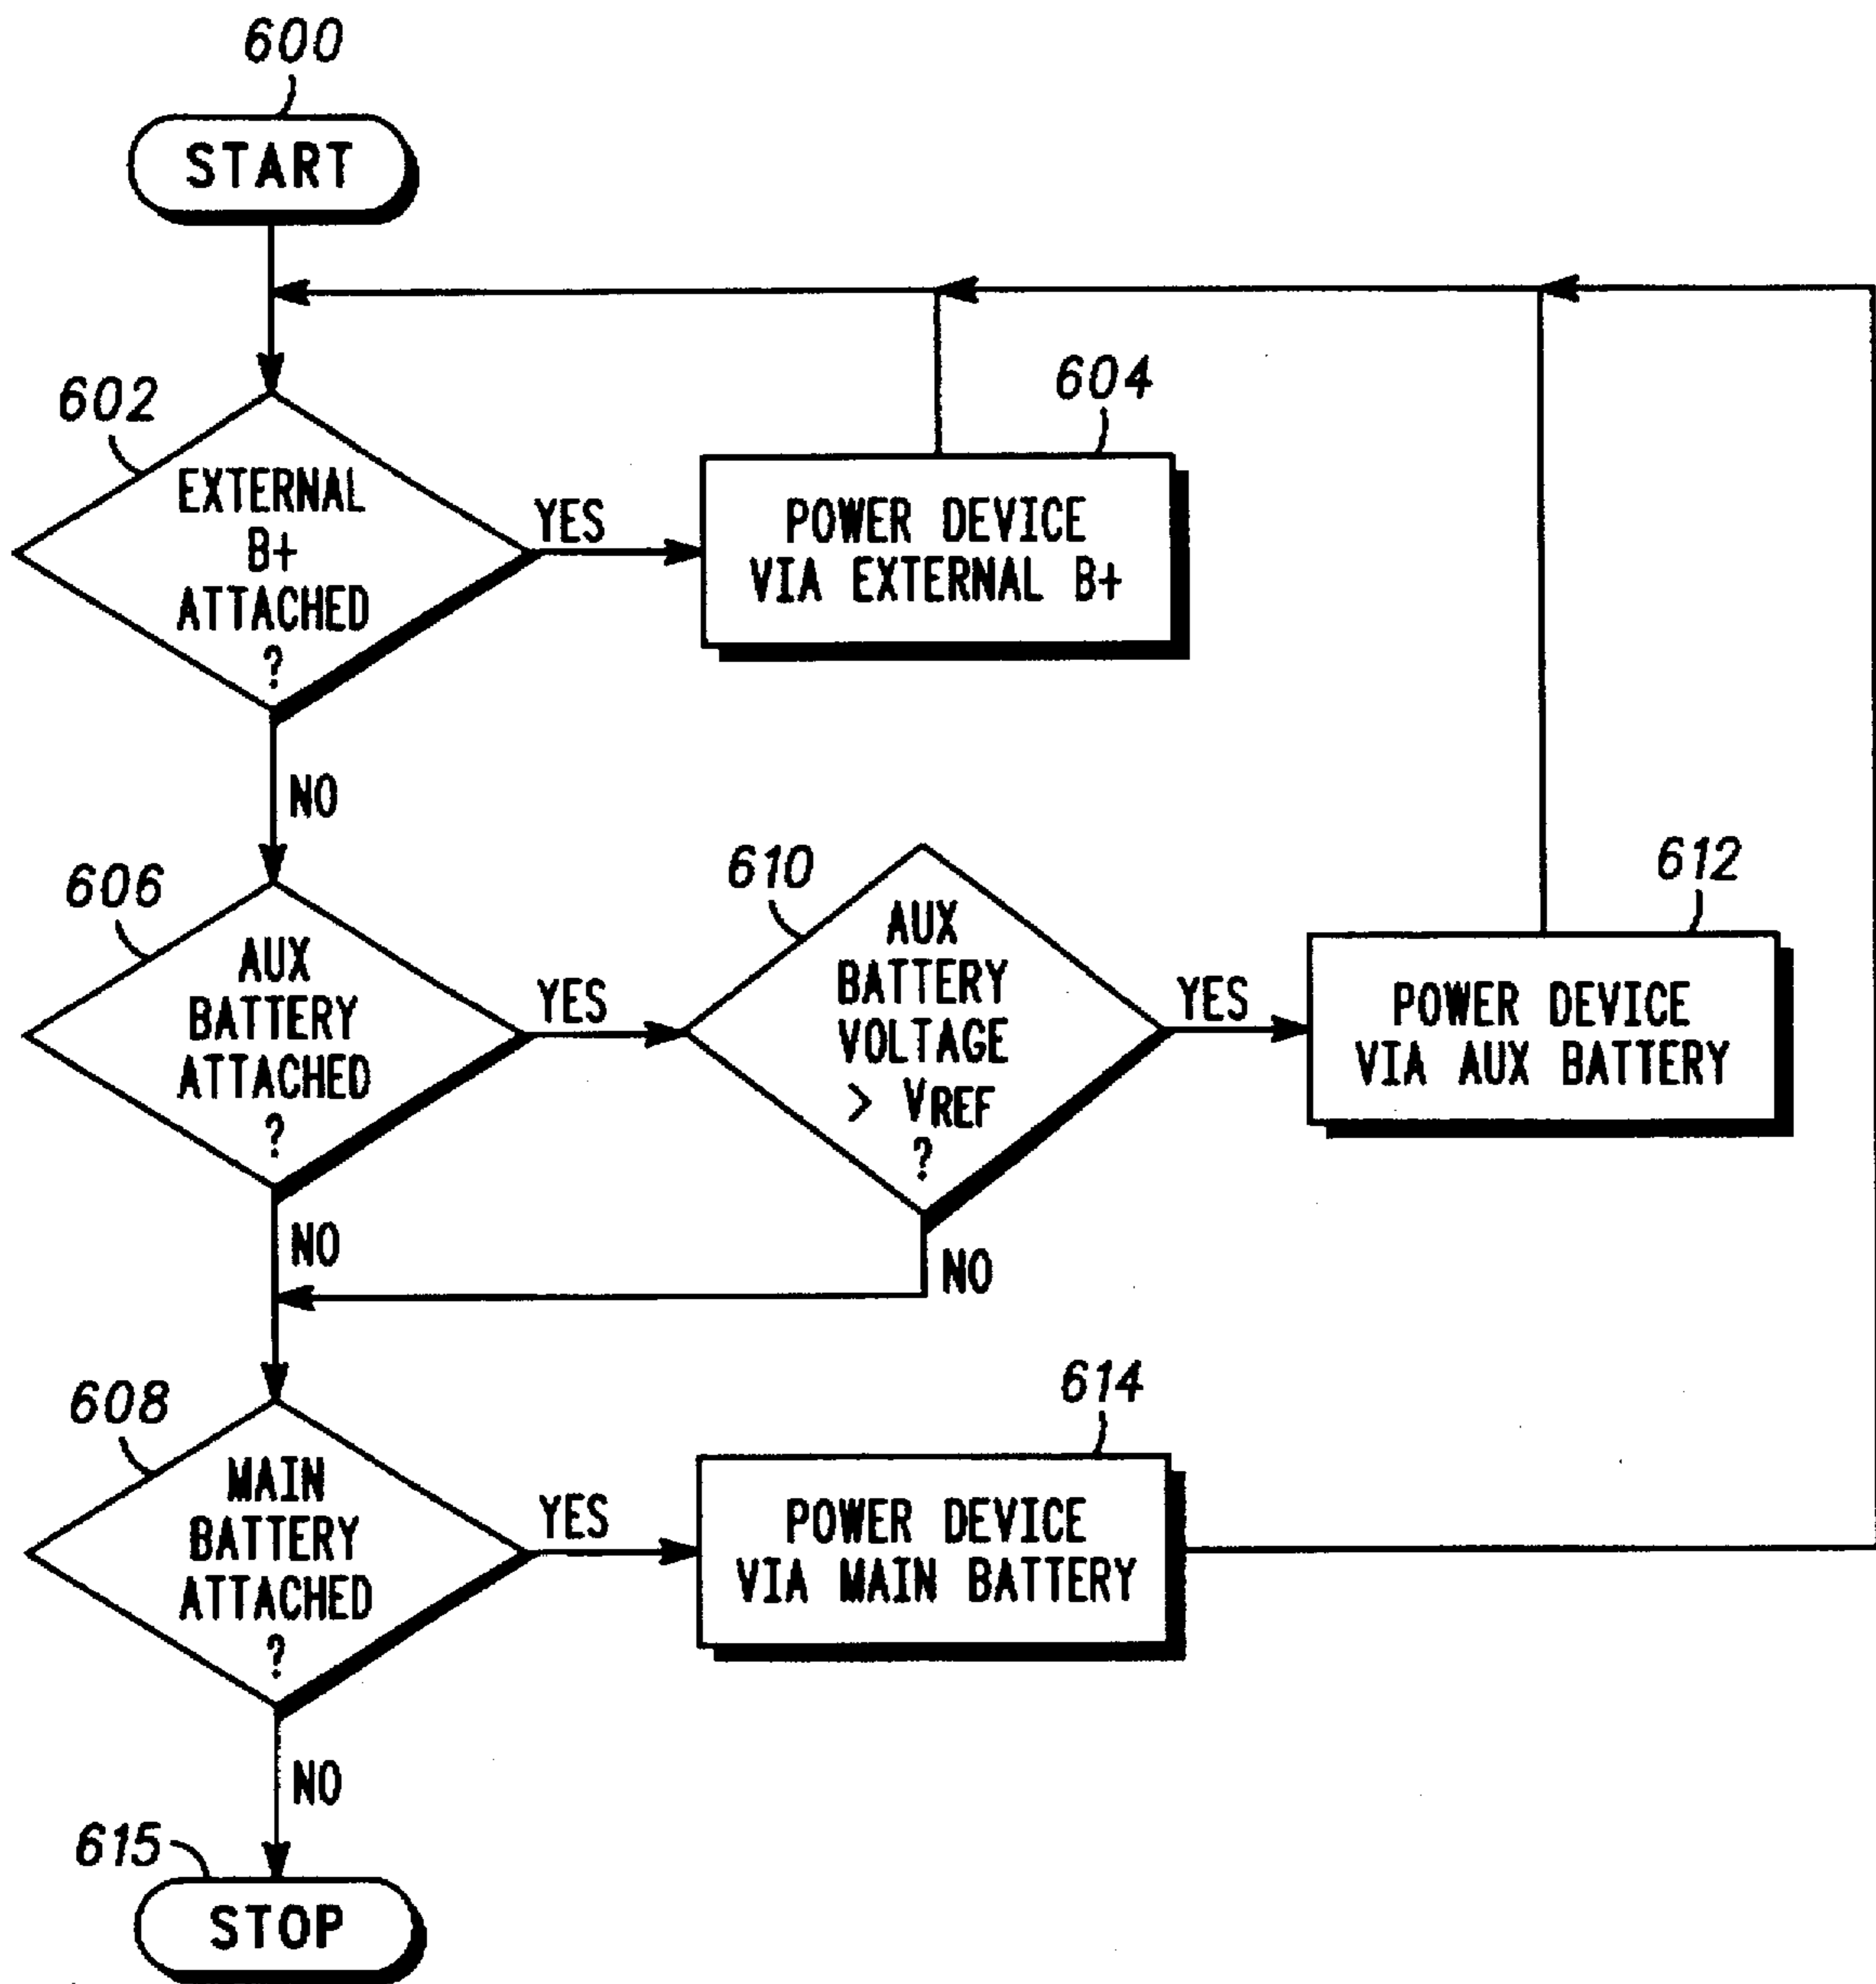 600
START
602
EXTERNAL
B+
ATTACHED
?
YES
604
POWER DEVICE
VIA EXTERNAL B+
NO
606
AUX
BATTERY
ATTACHED
?
YES
610
AUX
BATTERY
VOLTAGE
> VREF
?
YES
612
POWER DEVICE
VIA AUX BATTERY
NO
NO
608
MAIN
BATTERY
ATTACHED
?
YES
614
POWER DEVICE
VIA MAIN BATTERY
NO
615
STOP